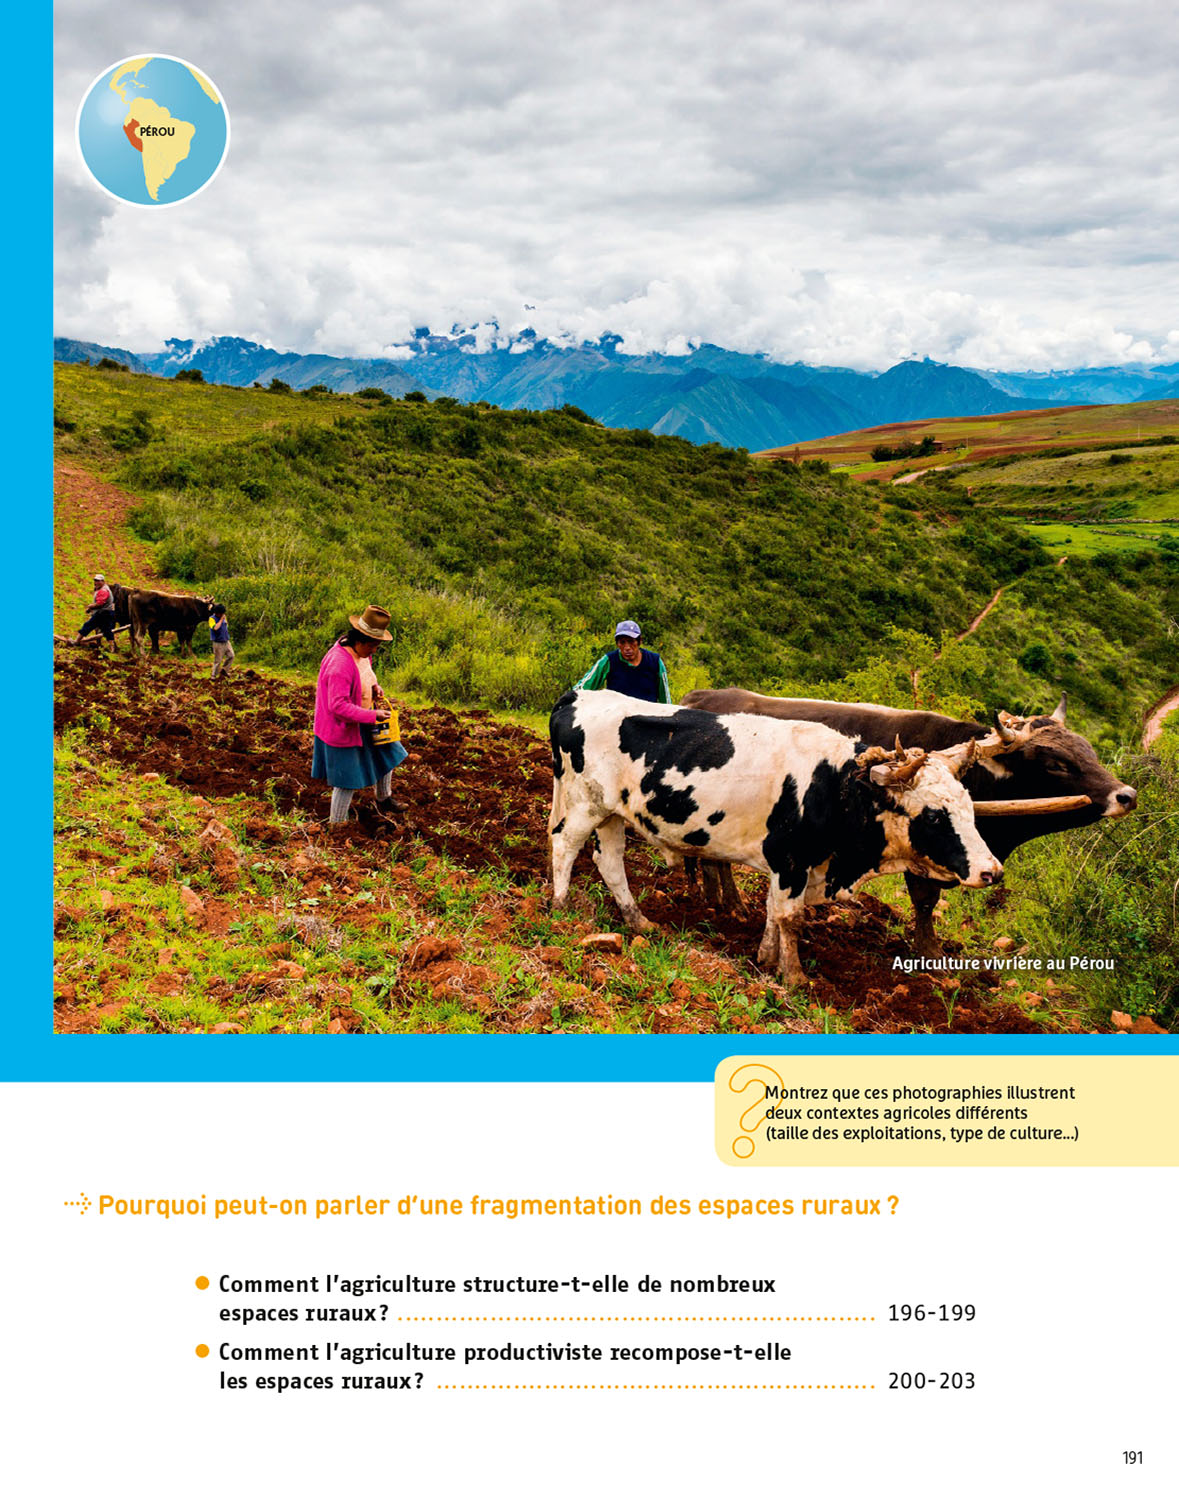 PÉROU
Agriculture vivrière au Pérou
?
Montrez que ces photographies illustrent
deux contextes agricoles différents
(taille des exploitations, type de culture...)
Pourquoi peut-on parler d'une fragmentation des espaces ruraux ?
● Comment l'agriculture structure-t-elle de nombreux
espaces ruraux ? .......................................................... 196-199
● Comment l'agriculture productiviste recompose-t-elle
les espaces ruraux ? ..................................................... 200-203
191